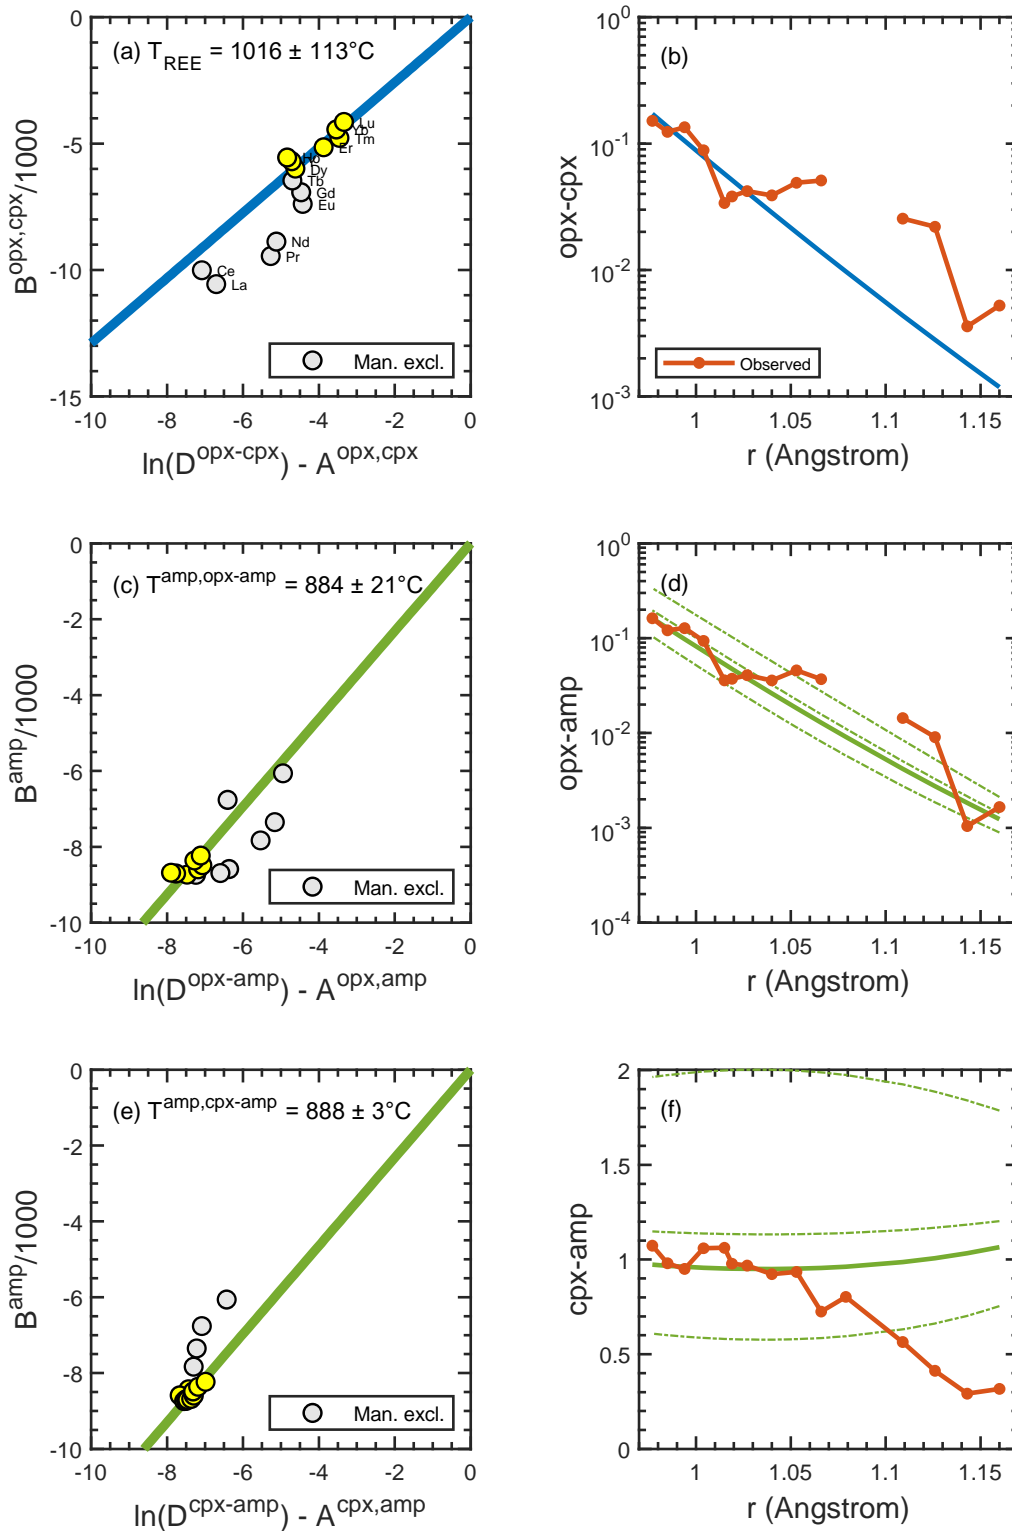 (a) T_REE = 1016 ± 113°C
0
-5
-10
-15
B^opx,cpx/1000
Lu
Yb
Tm
Er
Ho
Dy
Tb
Gd
Eu
Nd
Pr
Ce
La
Man. excl.
-10 -8 -6 -4 -2 0
ln(D^opx-cpx) - A^opx,cpx
(b)
10^0
10^-1
10^-2
10^-3
opx-cpx
Observed
1 1.05 1.1 1.15
r (Angstrom)
(c) T^amp,opx-amp = 884 ± 21°C
0
-2
-4
-6
-8
-10
B^amp/1000
Man. excl.
-10 -8 -6 -4 -2 0
ln(D^opx-amp) - A^opx,amp
(d)
10^0
10^-1
10^-2
10^-3
10^-4
opx-amp
1 1.05 1.1 1.15
r (Angstrom)
(e) T^amp,cpx-amp = 888 ± 3°C
0
-2
-4
-6
-8
-10
B^amp/1000
Man. excl.
-10 -8 -6 -4 -2 0
ln(D^cpx-amp) - A^cpx,amp
(f)
2
1.5
1
0.5
0
cpx-amp
1 1.05 1.1 1.15
r (Angstrom)